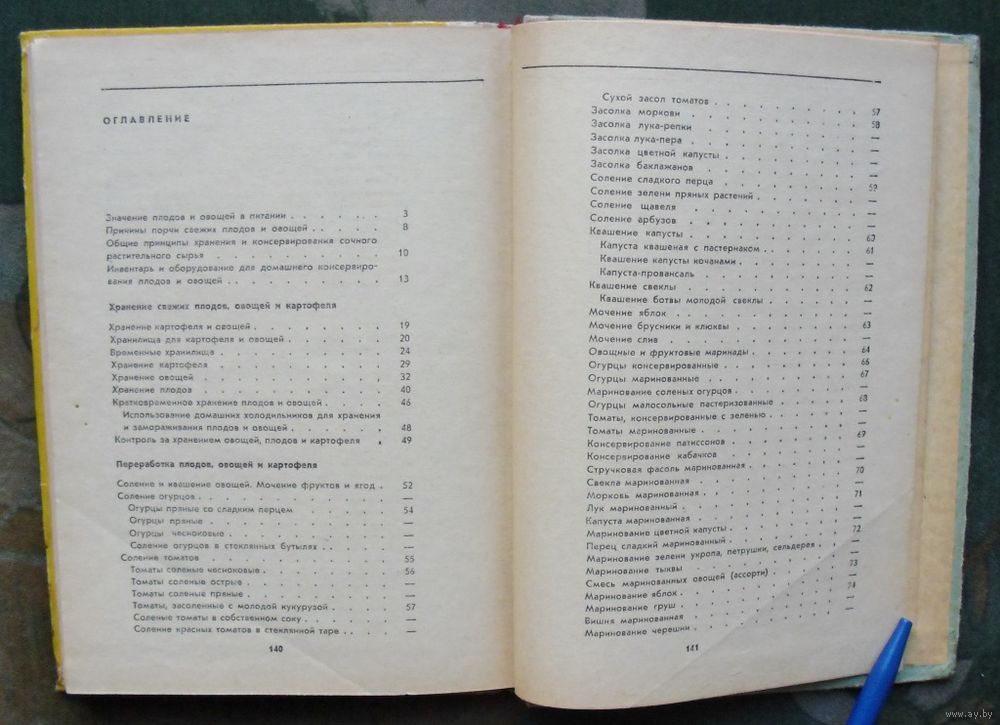 ОГЛАВЛЕНИЕ
Значение плодов и овощей в питании . . . . . . 3
Причины порчи свежих плодов и овощей . . . . . 8
Общие принципы хранения и консервирования сочного
растительного сырья . . . . . . . . . 10
Инвентарь и оборудование для домашнего консервиро-
вания плодов и овощей . . . . . . . . 13
Хранение свежих плодов, овощей и картофеля
Хранение картофеля и овощей . . . . . . . 19
Хранилища для картофеля и овощей . . . . . . 20
Временные хранилища . . . . . . . . . 24
Хранение картофеля . . . . . . . . . 29
Хранение овощей . . . . . . . . . . 32
Хранение плодов . . . . . . . . . . 40
Кратковременное хранение плодов и овощей . . . . 46
Использование домашних холодильников для хранения
и замораживания плодов и овощей . . . . . 48
Контроль за хранением овощей, плодов и картофеля . 49
Переработка плодов, овощей и картофеля
Соление и квашение овощей. Мочение фруктов и ягод . 52
Соление огурцов . . . . . . . . . . —
Огурцы пряные со сладким перцем . . . . . 54
Огурцы пряные . . . . . . . . . —
Огурцы чесноковые . . . . . . . . —
Соление огурцов в стеклянных бутылях . . . . —
Соление томатов . . . . . . . . . . 55
Томаты соленые чесноковые . . . . . . . 56
Томаты соленые острые . . . . . . . —
Томаты соленые пряные . . . . . . . —
Томаты, засоленные с молодой кукурузой . . . . 57
Соленые томаты в собственном соку . . . . . —
Соление красных томатов в стеклянной таре . . . —
140
Сухой засол томатов . . . . . . . . 57
Засолка моркови . . . . . . . . . . 58
Засолка лука-репки . . . . . . . . . —
Засолка лука-пера . . . . . . . . . —
Засолка цветной капусты . . . . . . . . —
Засолка баклажанов . . . . . . . . . —
Соление сладкого перца . . . . . . . . 59
Соление зелени пряных растений . . . . . . —
Соление щавеля . . . . . . . . . . —
Соление арбузов . . . . . . . . . . —
Квашение капусты . . . . . . . . . . 60
Капуста квашеная с пастернаком . . . . . . 61
Квашение капусты кочанами . . . . . . . —
Капуста-провансаль . . . . . . . . —
Квашение свеклы . . . . . . . . . . 62
Квашение ботвы молодой свеклы . . . . . . —
Мочение яблок . . . . . . . . . . —
Мочение брусники и клюквы . . . . . . . 63
Мочение слив . . . . . . . . . . —
Овощные и фруктовые маринады . . . . . . 64
Огурцы консервированные . . . . . . . . 66
Огурцы маринованные . . . . . . . . 67
Маринование соленых огурцов . . . . . . . —
Огурцы малосольные пастеризованные . . . . . 68
Томаты, консервированные с зеленью . . . . . —
Томаты маринованные . . . . . . . . —
Консервирование патиссонов . . . . . . . 69
Консервирование кабачков . . . . . . . —
Стручковая фасоль маринованная . . . . . . 70
Свекла маринованная . . . . . . . . —
Морковь маринованная . . . . . . . . 71
Лук маринованный . . . . . . . . . —
Капуста маринованная . . . . . . . . —
Маринование цветной капусты . . . . . . . 72
Перец сладкий маринованный . . . . . . . —
Маринование зелени укропа, петрушки, сельдерея . . —
Маринование тыквы . . . . . . . . . 73
Смесь маринованных овощей (ассорти) . . . . . —
Маринование яблок . . . . . . . . . 74
Маринование груш . . . . . . . . . —
Вишня маринованная . . . . . . . . . —
Маринование черешни . . . . . . . .
141
© www.ay.by